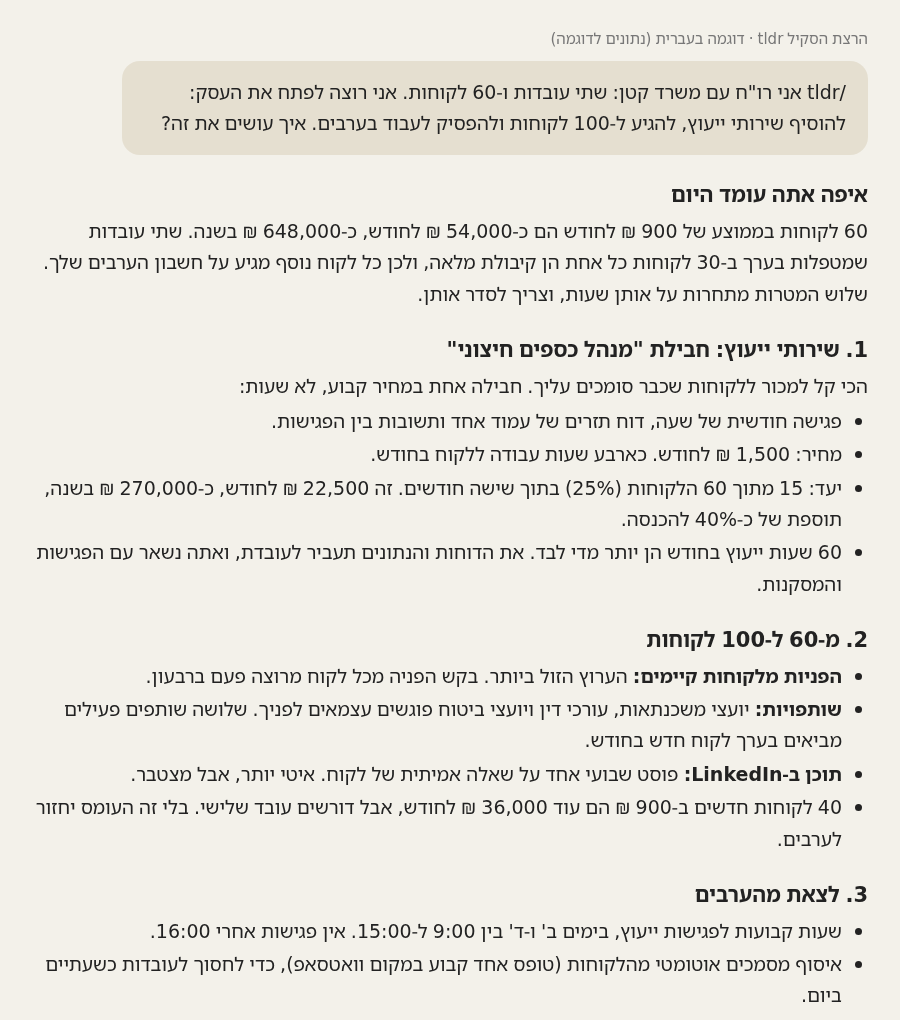 הרצת הסקיל tldr · דוגמה בעברית (נתונים לדוגמה)
/tldr אני רו"ח עם משרד קטן: שתי עובדות ו-60 לקוחות. אני רוצה לפתח את העסק:
להוסיף שירותי ייעוץ, להגיע ל-100 לקוחות ולהפסיק לעבוד בערבים. איך עושים את זה?
איפה אתה עומד היום
60 לקוחות בממוצע של 900 ₪ לחודש הם כ-54,000 ₪ לחודש, כ-648,000 ₪ בשנה. שתי עובדות
שמטפלות בערך ב-30 לקוחות כל אחת הן קיבולת מלאה, ולכן כל לקוח נוסף מגיע על חשבון הערבים שלך.
שלוש המטרות מתחרות על אותן שעות, וצריך לסדר אותן.
1. שירותי ייעוץ: חבילת "מנהל כספים חיצוני"
הכי קל למכור ללקוחות שכבר סומכים עליך. חבילה אחת במחיר קבוע, לא שעות:
• פגישה חודשית של שעה, דוח תזרים של עמוד אחד ותשובות בין הפגישות.
• מחיר: 1,500 ₪ לחודש. כארבע שעות עבודה ללקוח בחודש.
• יעד: 15 מתוך 60 הלקוחות (25%) בתוך שישה חודשים. זה 22,500 ₪ לחודש, כ-270,000 ₪ בשנה,
תוספת של כ-40% להכנסה.
• 60 שעות ייעוץ בחודש הן יותר מדי לבד. את הדוחות והנתונים תעביר לעובדת, ואתה נשאר עם הפגישות
והמסקנות.
2. מ-60 ל-100 לקוחות
• הפניות מלקוחות קיימים: הערוץ הזול ביותר. בקש הפניה מכל לקוח מרוצה פעם ברבעון.
• שותפויות: יועצי משכנתאות, עורכי דין ויועצי ביטוח פוגשים עצמאים לפניך. שלושה שותפים פעילים
מביאים בערך לקוח חדש בחודש.
• תוכן ב-LinkedIn: פוסט שבועי אחד על שאלה אמיתית של לקוח. איטי יותר, אבל מצטבר.
• 40 לקוחות חדשים ב-900 ₪ הם עוד 36,000 ₪ לחודש, אבל דורשים עובד שלישי. בלי זה העומס יחזור
לערבים.
3. לצאת מהערבים
• שעות קבועות לפגישות ייעוץ, בימים ב' ו-ד' בין 9:00 ל-15:00. אין פגישות אחרי 16:00.
• איסוף מסמכים אוטומטי מהלקוחות (טופס אחד קבוע במקום וואטסאפ), כדי לחסוך לעובדות כשעתיים
ביום.